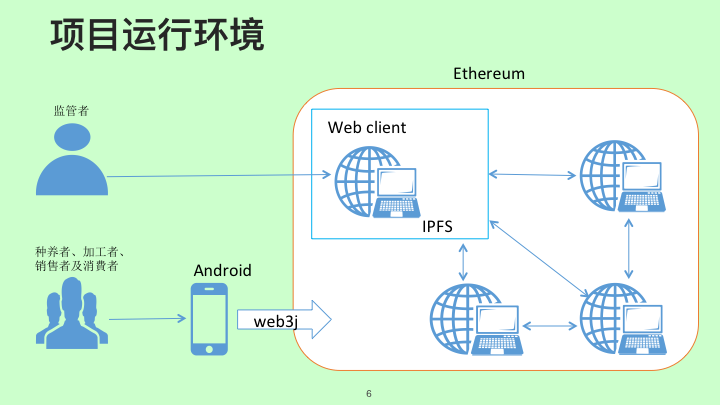 项目运行环境
Ethereum
监管者
Web client
IPFS
种养者、加工者、
销售者及消费者
Android
web3j
6